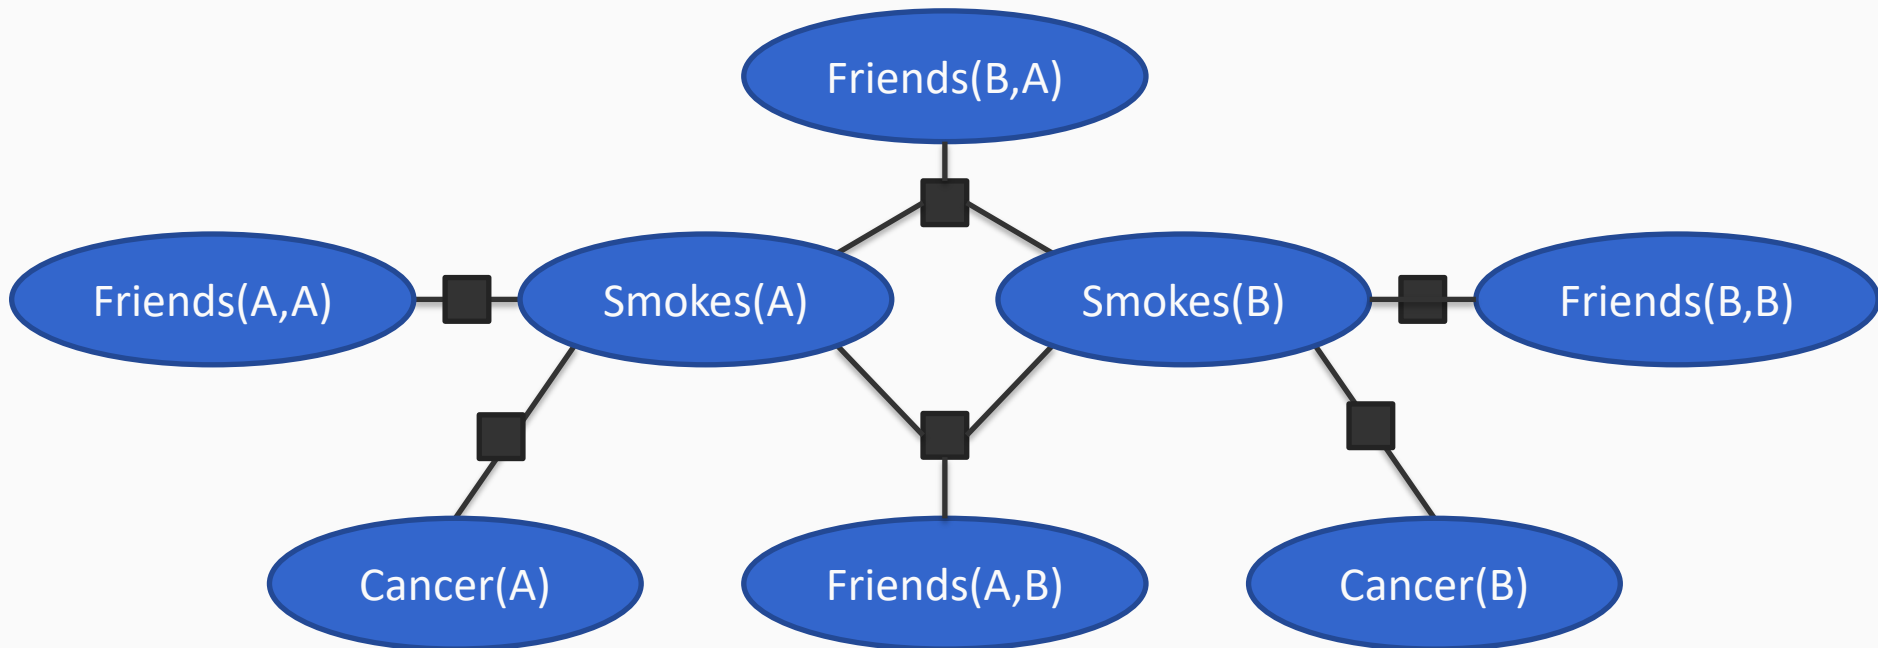 Friends(B,A)
Friends(A,A)
Smokes(A)
Smokes(B)
Friends(B,B)
Cancer(A)
Friends(A,B)
Cancer(B)